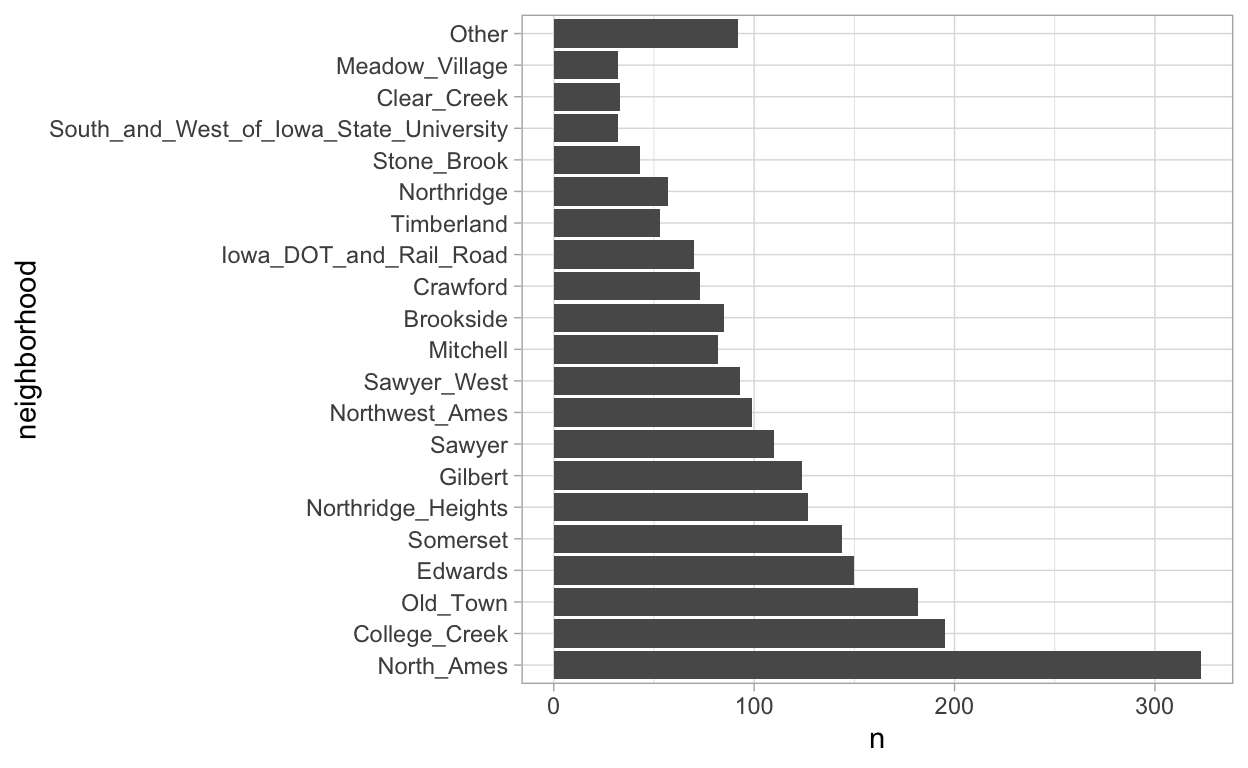 Other
Meadow_Village
Clear_Creek
South_and_West_of_Iowa_State_University
Stone_Brook
Northridge
Timberland
Iowa_DOT_and_Rail_Road
Crawford
Brookside
Mitchell
Sawyer_West
Northwest_Ames
Sawyer
Gilbert
Northridge_Heights
Somerset
Edwards
Old_Town
College_Creek
North_Ames
neighborhood
0 100 200 300
n